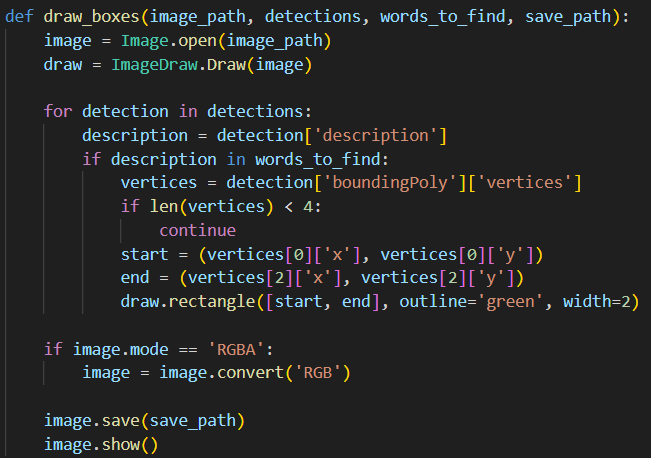 def draw_boxes(image_path, detections, words_to_find, save_path):
    image = Image.open(image_path)
    draw = ImageDraw.Draw(image)

    for detection in detections:
        description = detection['description']
        if description in words_to_find:
            vertices = detection['boundingPoly']['vertices']
            if len(vertices) < 4:
                continue
            start = (vertices[0]['x'], vertices[0]['y'])
            end = (vertices[2]['x'], vertices[2]['y'])
            draw.rectangle([start, end], outline='green', width=2)

    if image.mode == 'RGBA':
        image = image.convert('RGB')

    image.save(save_path)
    image.show()